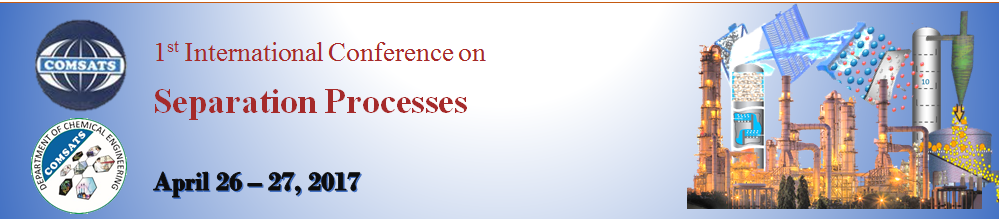 COMSATS
1st International Conference on
Separation Processes
DEPARTMENT OF CHEMICAL ENGINEERING
COMSATS
April 26 – 27, 2017
10